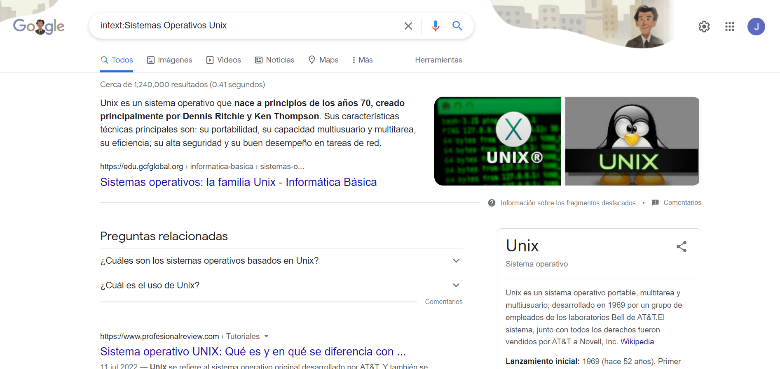 Google
intext:Sistemas Operativos Unix
J
Todos
Imágenes
Videos
Noticias
Maps
Más
Herramientas
Cerca de 1,240,000 resultados (0.41 segundos)
Unix es un sistema operativo que nace a principios de los años 70, creado
principalmente por Dennis Ritchie y Ken Thompson. Sus características
técnicas principales son: su portabilidad, su capacidad multiusuario y multitarea,
su eficiencia; su alta seguridad y su buen desempeño en tareas de red.
X
UNIX®
UNIX
https://edu.gcfglobal.org › informatica-basica › sistemas-o...
Sistemas operativos: la familia Unix - Informática Básica
Información sobre los fragmentos destacados
Comentarios
Preguntas relacionadas
¿Cuáles son los sistemas operativos basados en Unix?
¿Cuál es el uso de Unix?
Comentarios
https://www.profesionalreview.com › Tutoriales
Sistema operativo UNIX: Qué es y en qué se diferencia con ...
11 jul 2022 — Unix se refiere al sistema operativo original desarrollado por AT&T. Y también se
Unix
Sistema operativo
Unix es un sistema operativo portable, multitarea y
multiusuario; desarrollado en 1969 por un grupo de
empleados de los laboratorios Bell de AT&T.El
sistema, junto con todos los derechos fueron
vendidos por AT&T a Novell, Inc. Wikipedia
Lanzamiento inicial: 1969 (hace 52 años). Primer